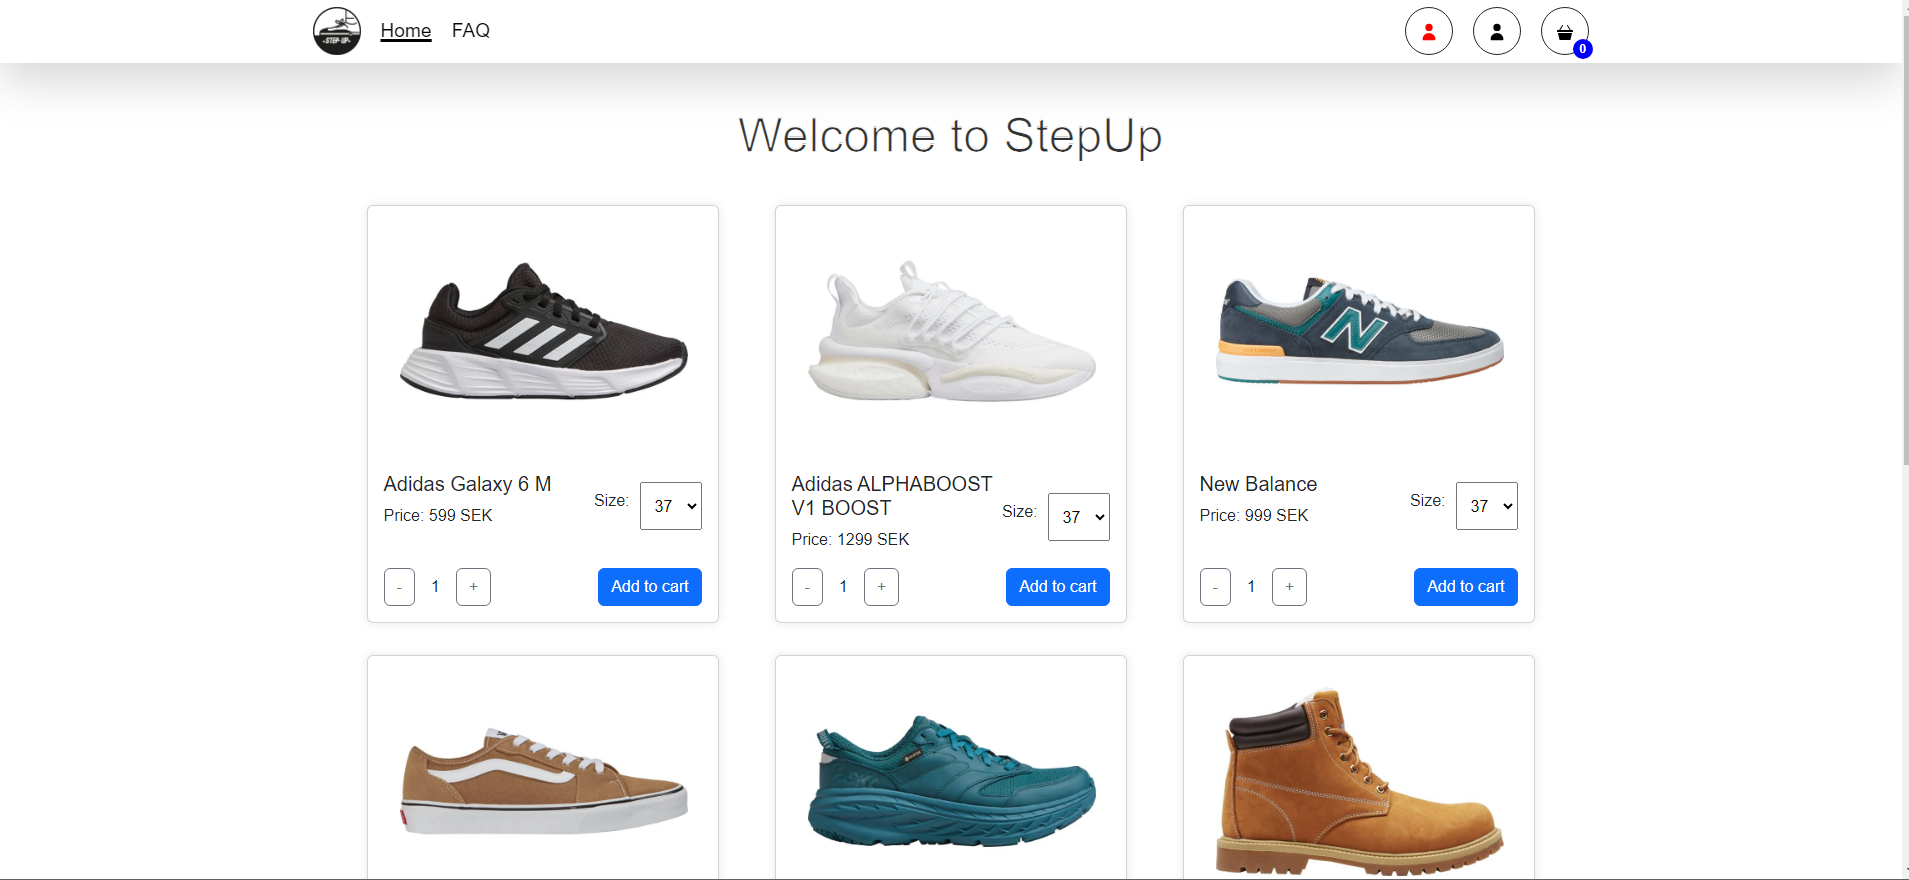 STEP-UP
Home
FAQ
0
Welcome to StepUp
Adidas Galaxy 6 M
Price: 599 SEK
Size:
37
-
1
+
Add to cart
Adidas ALPHABOOST
V1 BOOST
Price: 1299 SEK
Size:
37
-
1
+
Add to cart
N
New Balance
Price: 999 SEK
Size:
37
-
1
+
Add to cart